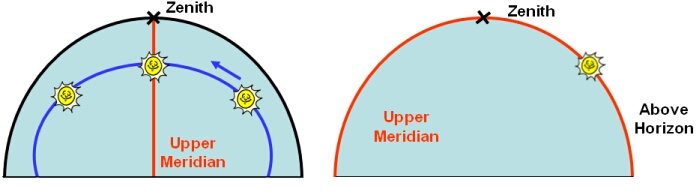 Zenith
Upper
Meridian
Zenith
Upper
Meridian
Above
Horizon